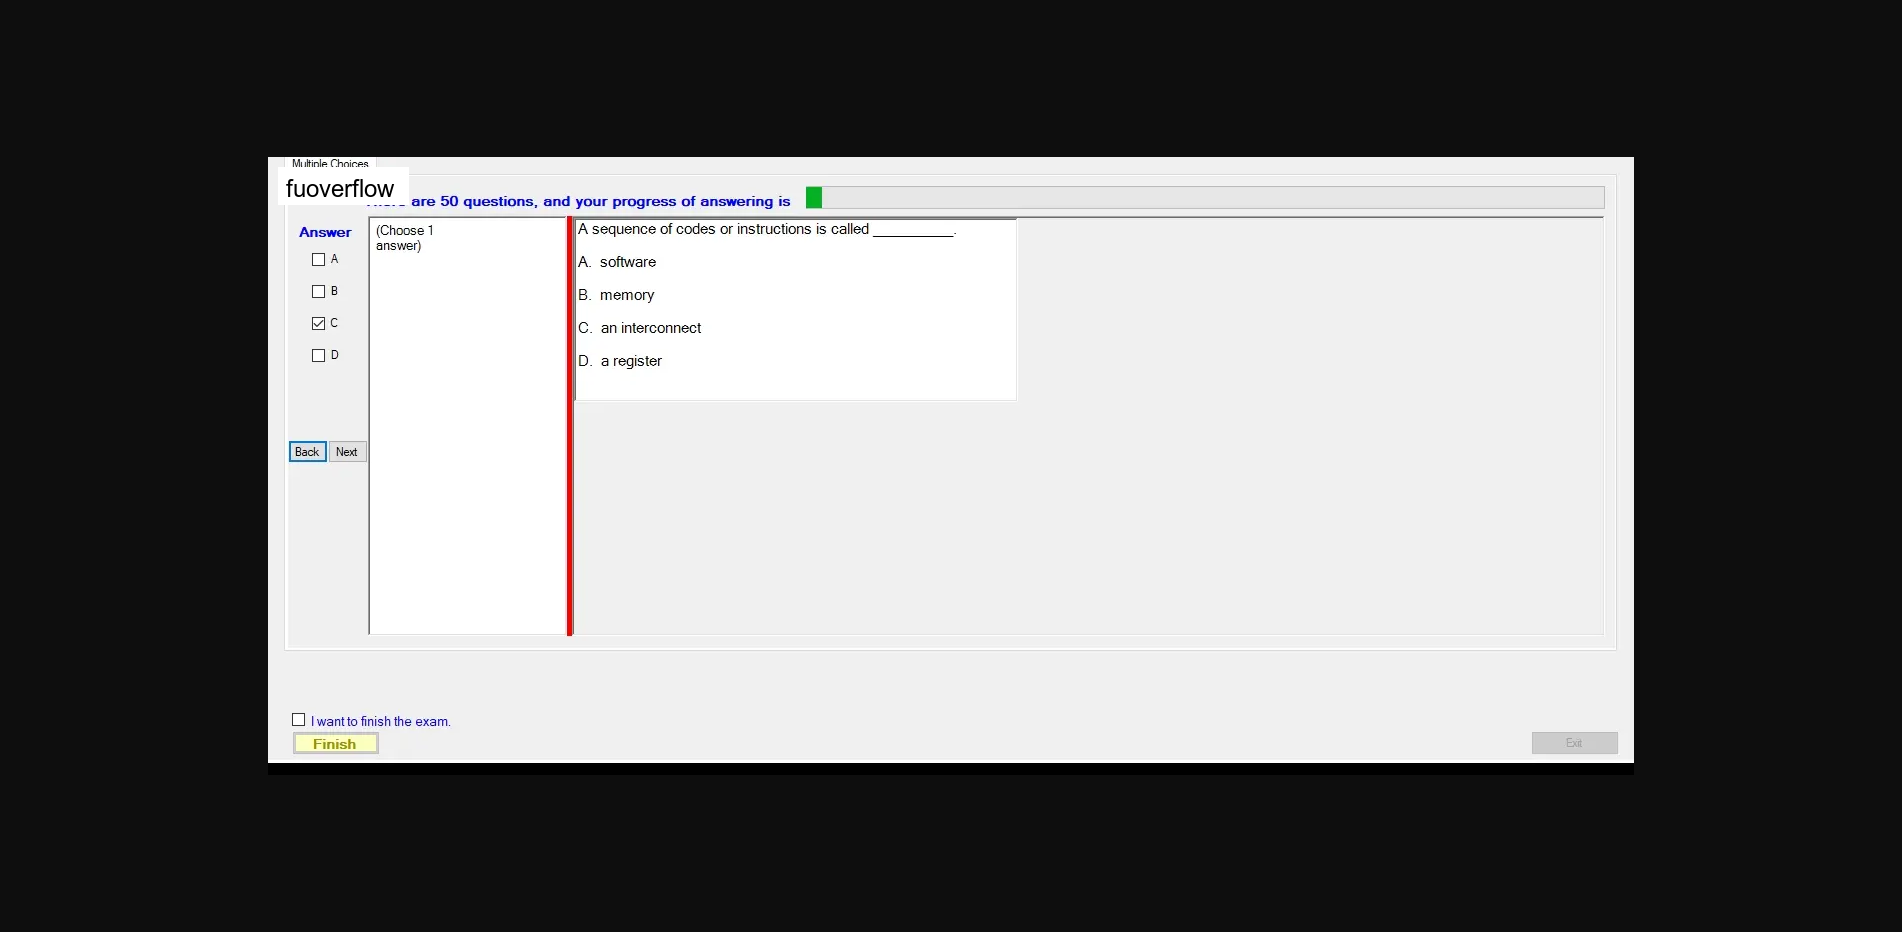 Multiple Choices
fuoverflow
are 50 questions, and your progress of answering is
Answer
(Choose 1
answer)
A
B
C
D
Back
Next
A sequence of codes or instructions is called __________.
A. software
B. memory
C. an interconnect
D. a register
I want to finish the exam.
Finish
Exit